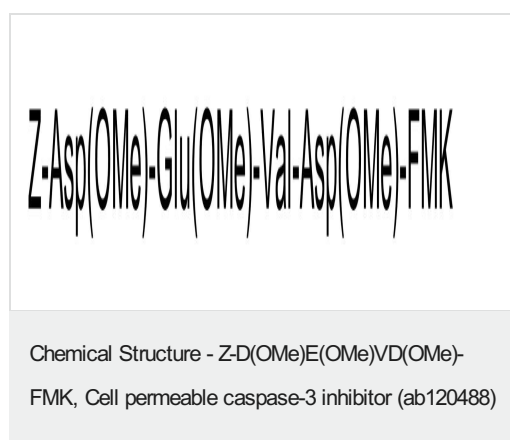 Z-Asp(OMe)-Glu(OMe)-Val-Asp(OMe)-FMK
Chemical Structure - Z-D(OMe)E(OMe)VD(OMe)-
FMK, Cell permeable caspase-3 inhibitor (ab120488)